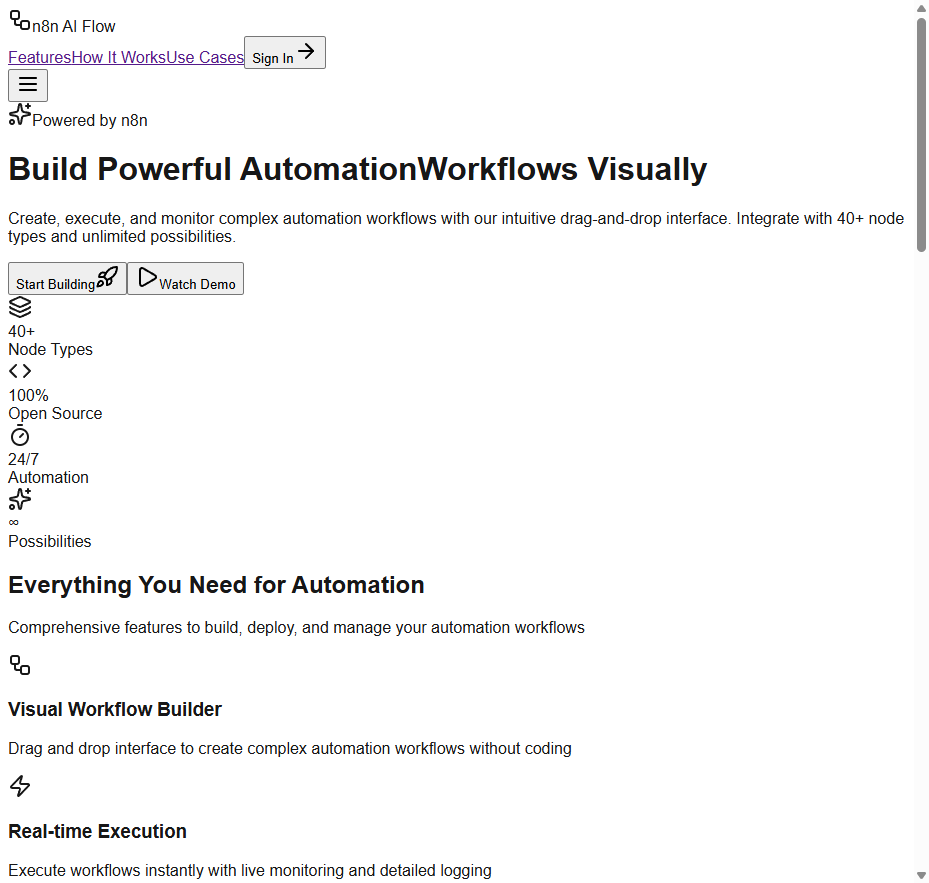 n8n AI Flow
FeaturesHow It WorksUse Cases Sign In
Powered by n8n
Build Powerful AutomationWorkflows Visually
Create, execute, and monitor complex automation workflows with our intuitive drag-and-drop interface. Integrate with 40+ node
types and unlimited possibilities.
Start Building Watch Demo
40+
Node Types
100%
Open Source
24/7
Automation
∞
Possibilities
Everything You Need for Automation
Comprehensive features to build, deploy, and manage your automation workflows
Visual Workflow Builder
Drag and drop interface to create complex automation workflows without coding
Real-time Execution
Execute workflows instantly with live monitoring and detailed logging